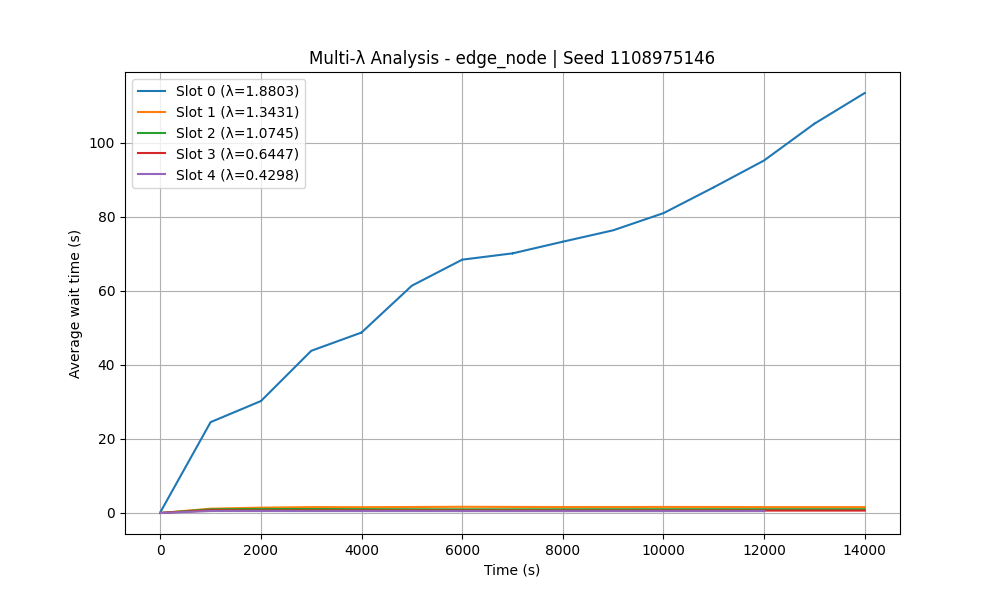 Multi-λ Analysis - edge_node | Seed 1108975146
Slot 0 (λ=1.8803)
Slot 1 (λ=1.3431)
Slot 2 (λ=1.0745)
Slot 3 (λ=0.6447)
Slot 4 (λ=0.4298)
Average wait time (s)
100
80
60
40
20
0
0 2000 4000 6000 8000 10000 12000 14000
Time (s)